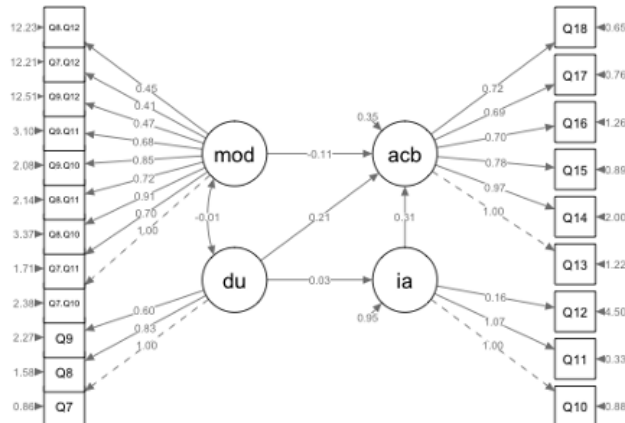 12.23 Q8.Q12
12.21 Q7.Q12
12.51 Q9.Q12
3.10 Q9.Q11
2.08 Q9.Q10
2.14 Q8.Q11
3.37 Q8.Q10
1.71 Q7.Q11
2.38 Q7.Q10
2.27 Q9
1.58 Q8
0.86 Q7
0.45
0.41
0.47
0.68
0.85
0.72
0.91
0.70
1.00
0.60
0.83
1.00
mod
-0.01
du
-0.11
0.21
0.03
0.35
acb
0.31
ia
0.95
0.72
0.69
0.70
0.78
0.97
1.00
0.16
1.07
1.00
Q18 0.65
Q17 0.76
Q16 1.26
Q15 0.89
Q14 2.00
Q13 1.22
Q12 4.50
Q11 0.33
Q10 0.88